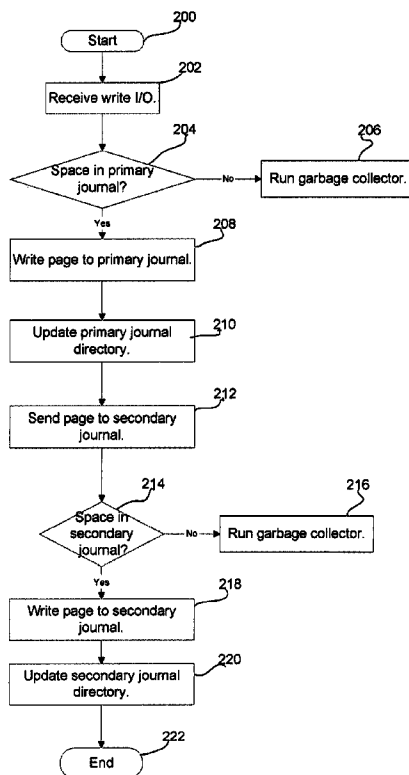 200
Start
202
Receive write I/O.
204
206
Space in primary
journal?
No
Run garbage collector.
Yes
208
Write page to primary journal.
210
Update primary journal
directory.
212
Send page to secondary
journal.
214
216
Space in
secondary
journal?
No
Run garbage collector.
Yes
218
Write page to secondary
journal.
220
Update secondary journal
directory.
222
End